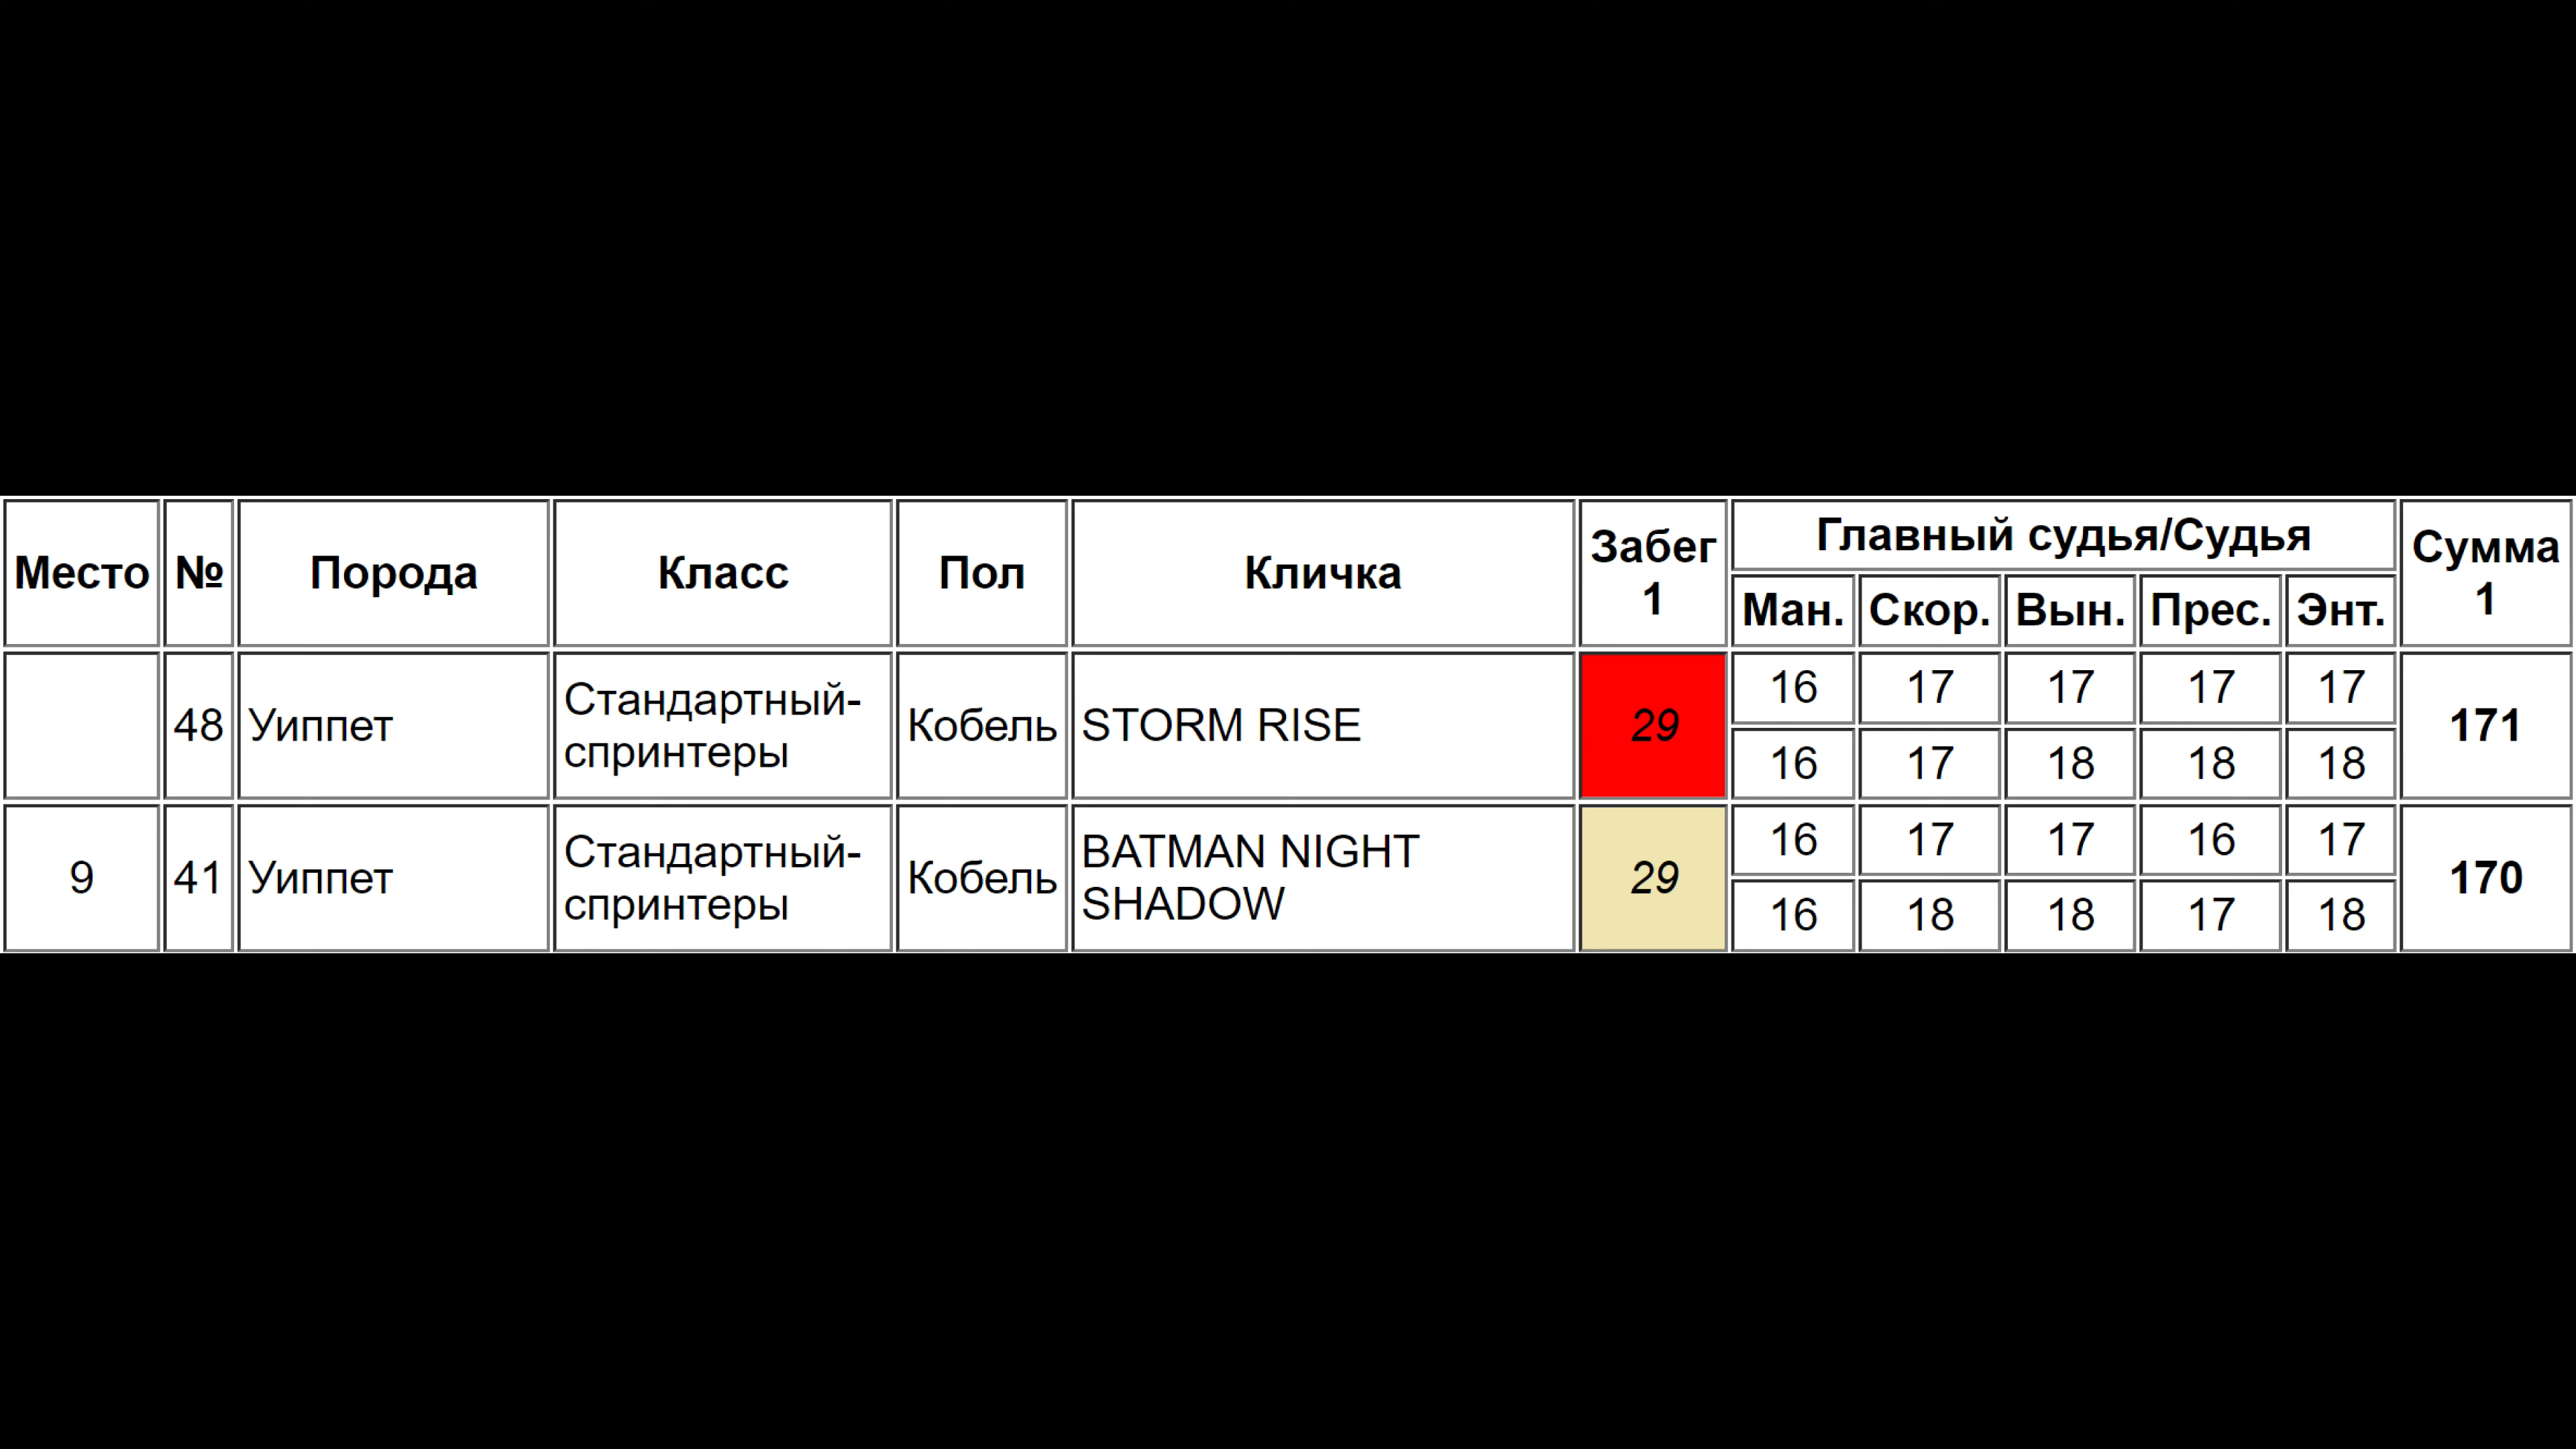 Место № Порода Класс Пол Кличка Забег 1 Главный судья/Судья Сумма 1
Ман. Скор. Вын. Прес. Энт.
48 Уиппет Стандартный-спринтеры Кобель STORM RISE 29 16 17 17 17 17 171
16 17 18 18 18
9 41 Уиппет Стандартный-спринтеры Кобель BATMAN NIGHT SHADOW 29 16 17 17 16 17 170
16 18 18 17 18